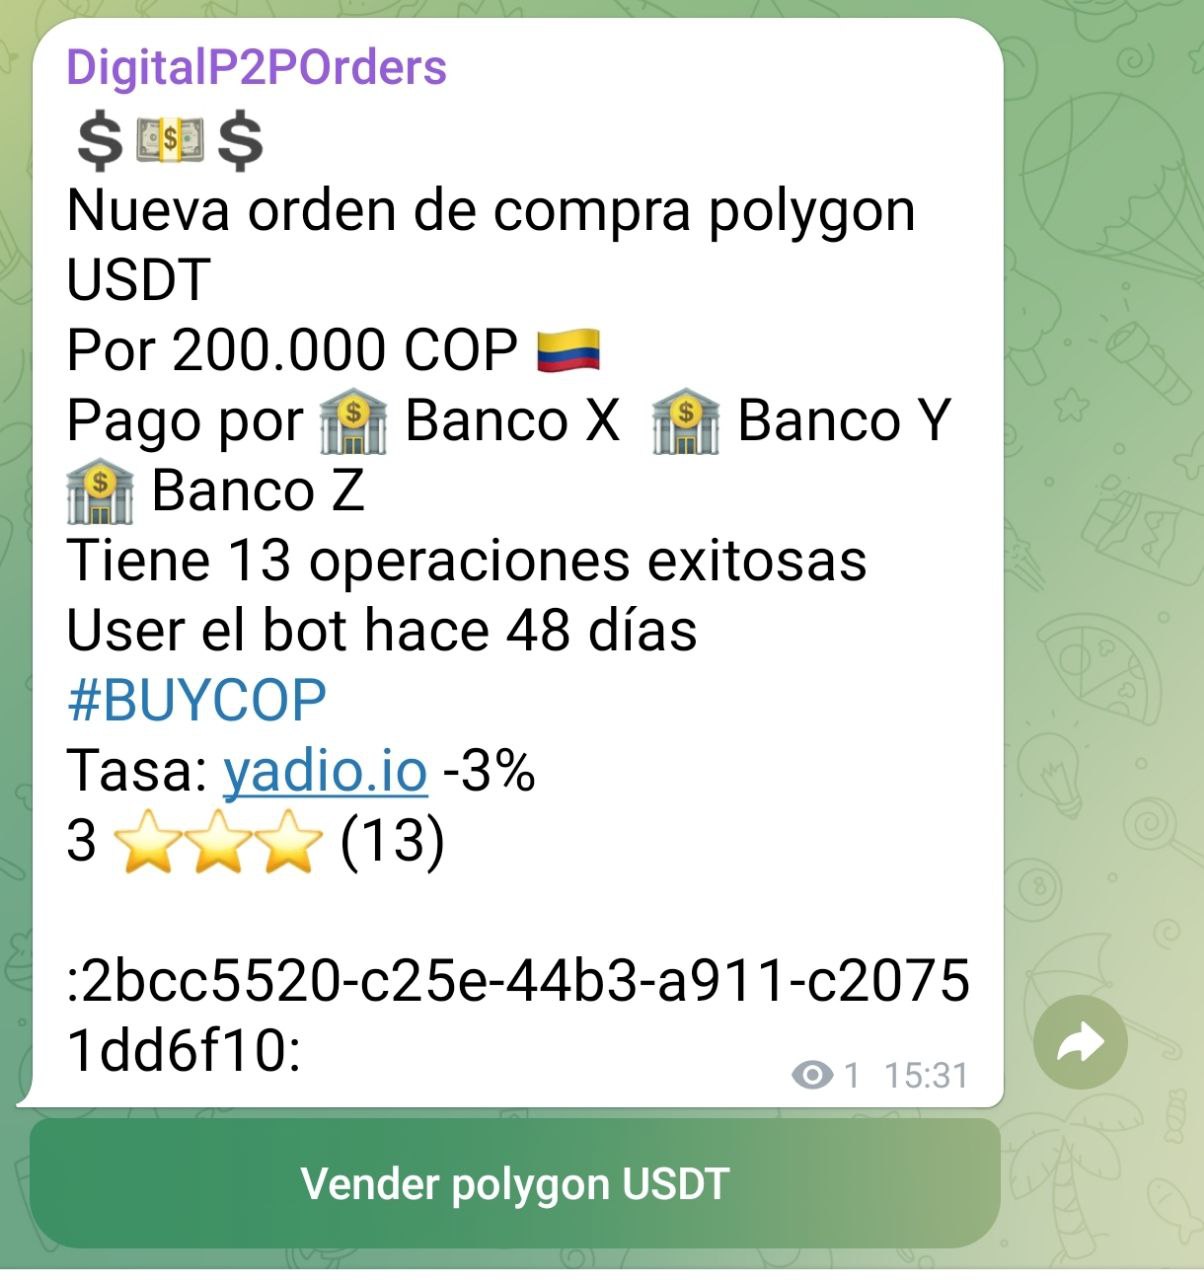 DigitalP2POrders
💲💵💲
Nueva orden de compra polygon
USDT
Por 200.000 COP 🇨🇴
Pago por 🏦 Banco X 🏦 Banco Y
🏦 Banco Z
Tiene 13 operaciones exitosas
User el bot hace 48 días
#BUYCOP
Tasa: yadio.io -3%
3 ⭐⭐⭐ (13)
:2bcc5520-c25e-44b3-a911-c2075
1dd6f10:
1 15:31
Vender polygon USDT